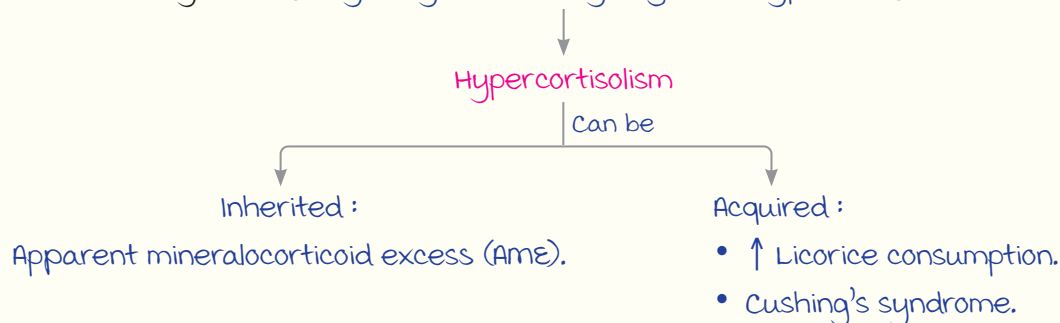 Hypercortisolism
Can be
Inherited :
Apparent mineralocorticoid excess (AME).
Acquired :
• ↑ Licorice consumption.
• Cushing's syndrome.